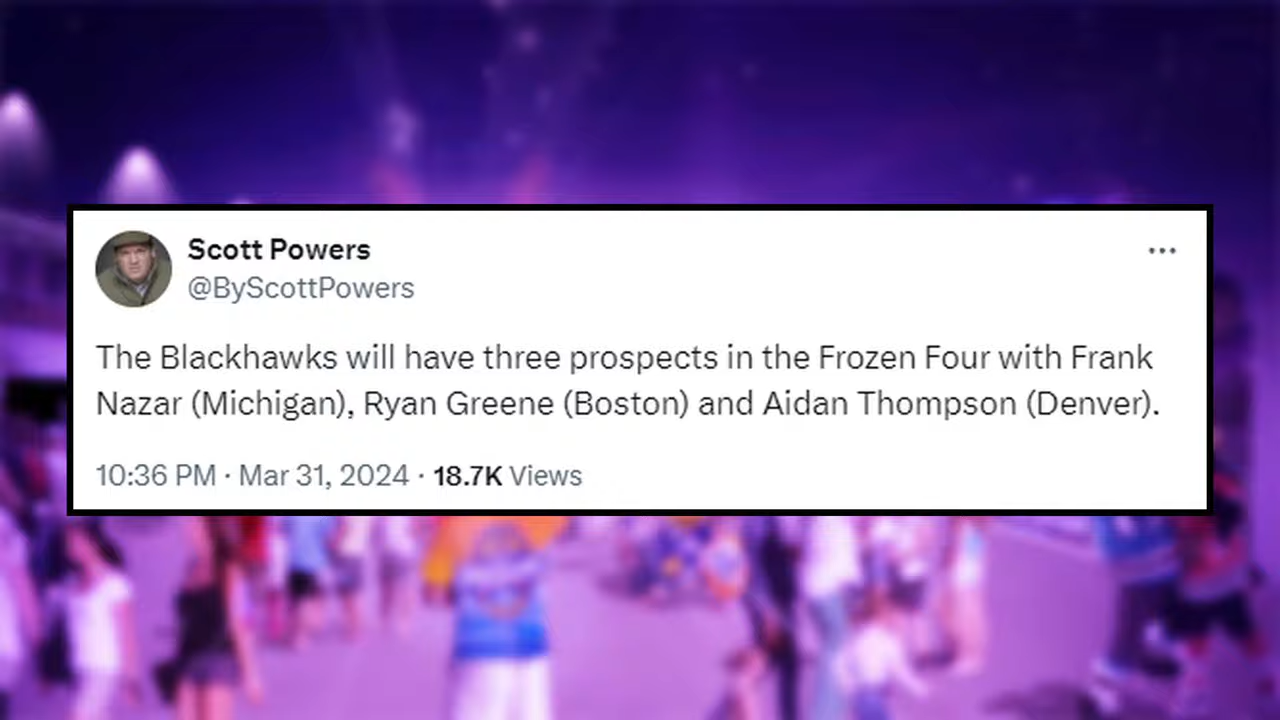 Scott Powers
@ByScottPowers
The Blackhawks will have three prospects in the Frozen Four with Frank
Nazar (Michigan), Ryan Greene (Boston) and Aidan Thompson (Denver).
10:36 PM · Mar 31, 2024 · 18.7K Views